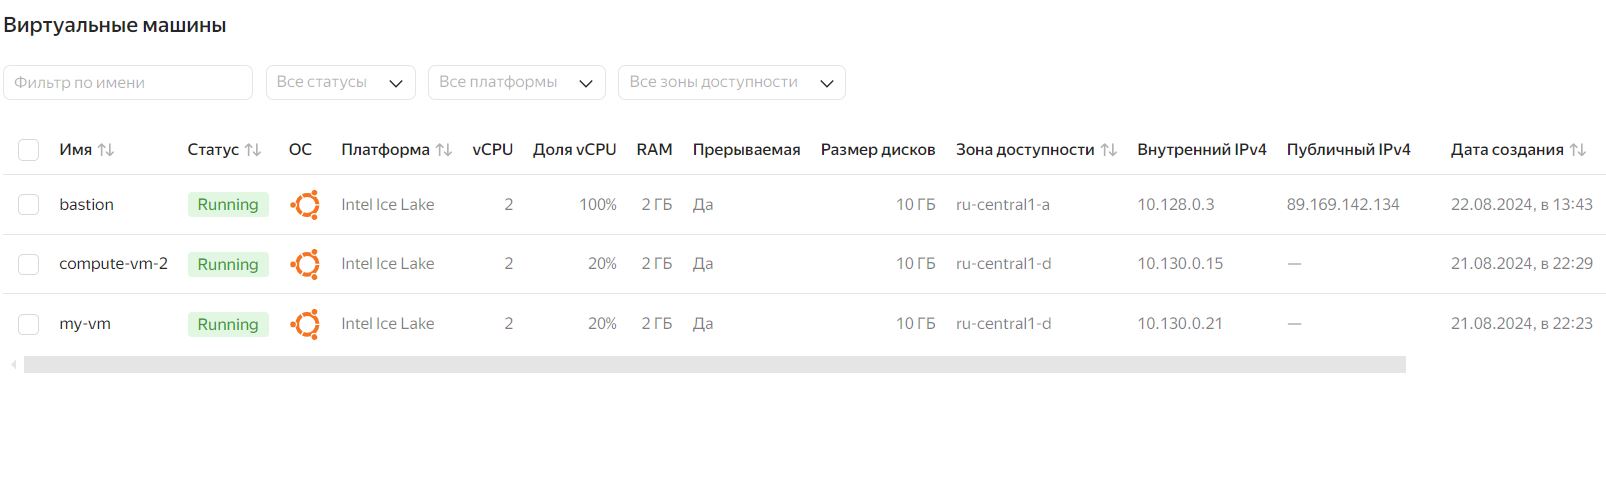 Виртуальные машины
Фильтр по имени Все статусы Все платформы Все зоны доступности
Имя Статус ОС Платформа vCPU Доля vCPU RAM Прерываемая Размер дисков Зона доступности Внутренний IPv4 Публичный IPv4 Дата создания
bastion Running Intel Ice Lake 2 100% 2 ГБ Да 10 ГБ ru-central1-a 10.128.0.3 89.169.142.134 22.08.2024, в 13:43
compute-vm-2 Running Intel Ice Lake 2 20% 2 ГБ Да 10 ГБ ru-central1-d 10.130.0.15 — 21.08.2024, в 22:29
my-vm Running Intel Ice Lake 2 20% 2 ГБ Да 10 ГБ ru-central1-d 10.130.0.21 — 21.08.2024, в 22:23